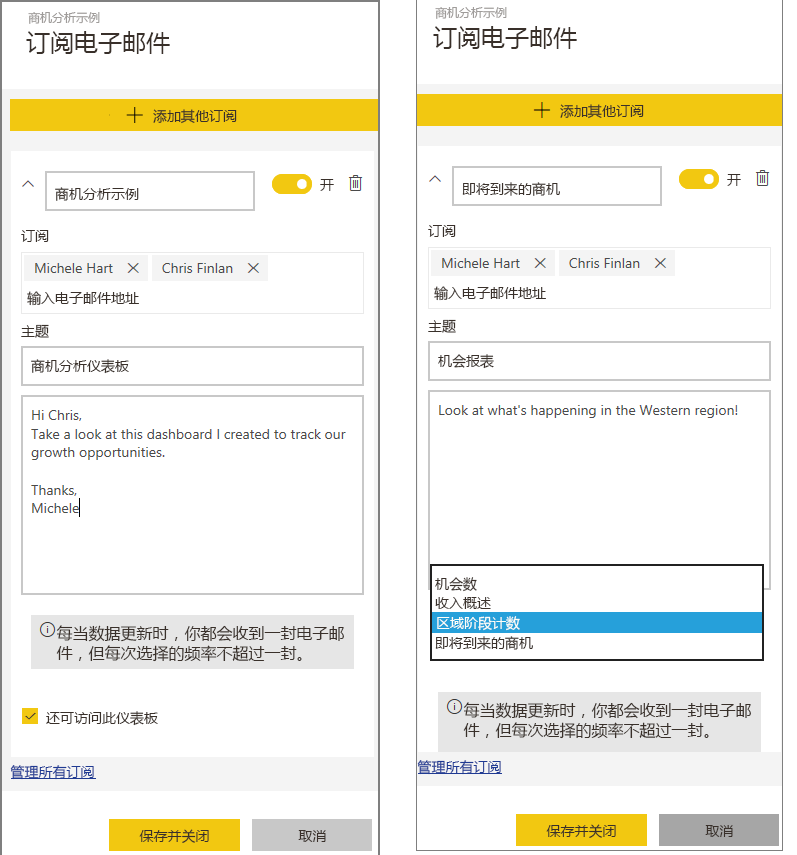 商机分析示例
订阅电子邮件
添加其他订阅
商机分析示例
开
订阅
Michele Hart
Chris Finlan
输入电子邮件地址
主题
商机分析仪表板
Hi Chris,
Take a look at this dashboard I created to track our
growth opportunities.
Thanks,
Michele
每当数据更新时，你都会收到一封电子邮
件，但每次选择的频率不超过一封。
还可访问此仪表板
管理所有订阅
保存并关闭
取消
商机分析示例
订阅电子邮件
添加其他订阅
即将到来的商机
开
订阅
Michele Hart
Chris Finlan
输入电子邮件地址
主题
机会报表
Look at what's happening in the Western region!
机会数
收入概述
区域阶段计数
即将到来的商机
每当数据更新时，你都会收到一封电子邮
件，但每次选择的频率不超过一封。
管理所有订阅
保存并关闭
取消